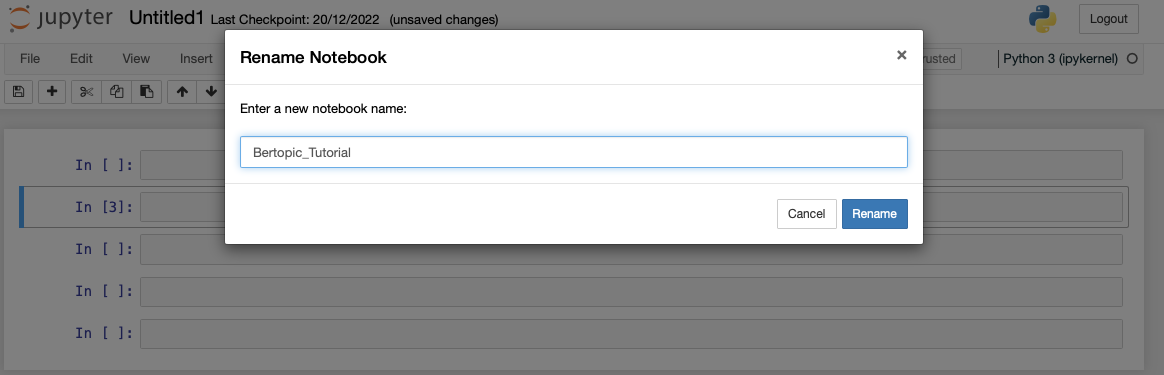 jupyter Untitled1 Last Checkpoint: 20/12/2022 (unsaved changes) Logout
Rename Notebook ×
File Edit View Insert rusted Python 3 (ipykernel)
Enter a new notebook name:
Bertopic_Tutorial
In [ ]:
In [3]:
Cancel Rename
In [ ]:
In [ ]:
In [ ]: